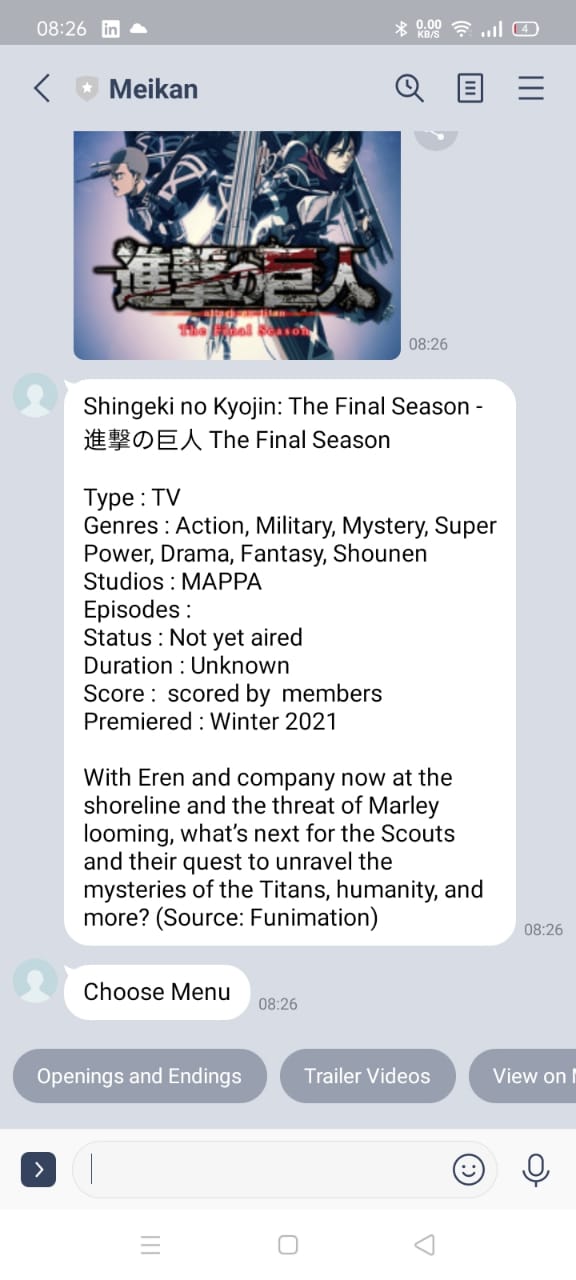 08:26 in 0.00 KB/S 4
Meikan
進撃の巨人
attack on titan
The Final Season
08:26
Shingeki no Kyojin: The Final Season -
進撃の巨人 The Final Season
Type : TV
Genres : Action, Military, Mystery, Super
Power, Drama, Fantasy, Shounen
Studios : MAPPA
Episodes :
Status : Not yet aired
Duration : Unknown
Score :  scored by  members
Premiered : Winter 2021
With Eren and company now at the
shoreline and the threat of Marley
looming, what’s next for the Scouts
and their quest to unravel the
mysteries of the Titans, humanity, and
more? (Source: Funimation)
08:26
Choose Menu
08:26
Openings and Endings
Trailer Videos
View on